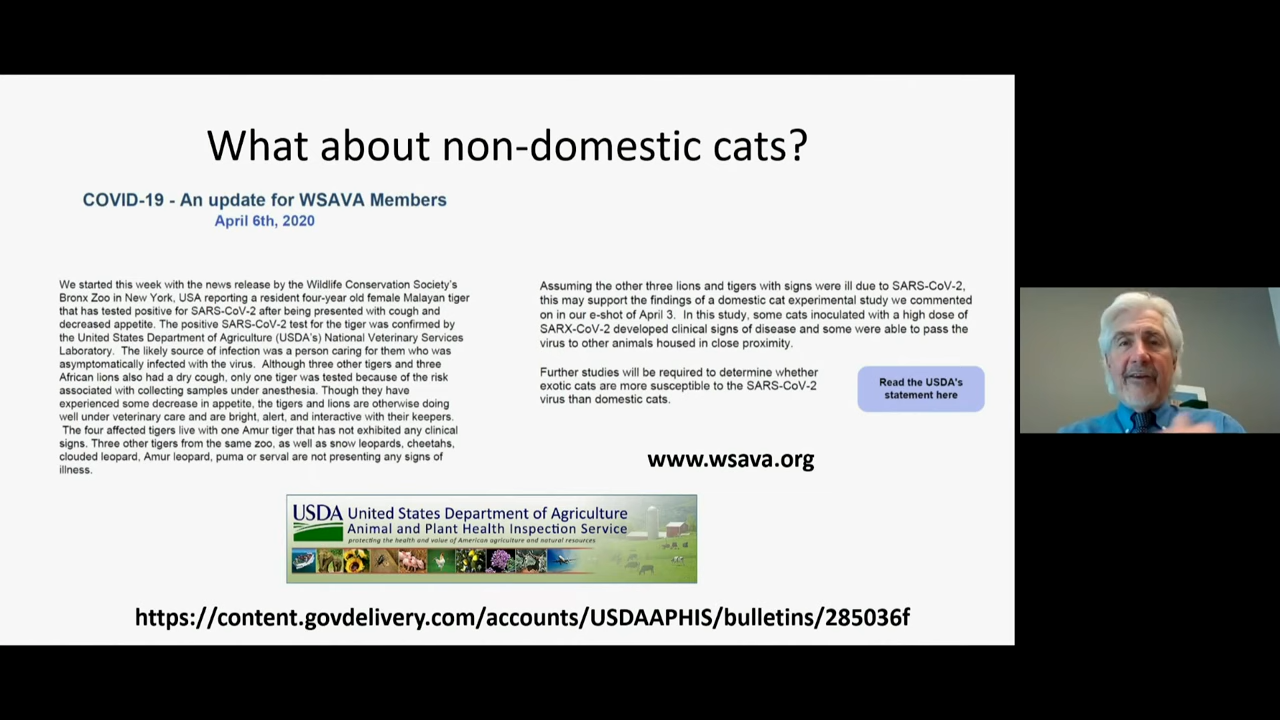 What about non-domestic cats?
COVID-19 - An update for WSAVA Members
April 6th, 2020
We started this week with the news release by the Wildlife Conservation Society's
Bronx Zoo in New York, USA reporting a resident four-year old female Malayan tiger
that has tested positive for SARS-CoV-2 after being presented with cough and
decreased appetite. The positive SARS-CoV-2 test for the tiger was confirmed by
the United States Department of Agriculture (USDA's) National Veterinary Services
Laboratory. The likely source of infection was a person caring for them who was
asymptomatically infected with the virus. Although three other tigers and three
African lions also had a dry cough, only one tiger was tested because of the risk
associated with collecting samples under anesthesia. Though they have
experienced some decrease in appetite, the tigers and lions are otherwise doing
well under veterinary care and are bright, alert, and interactive with their keepers.
The four affected tigers live with one Amur tiger that has not exhibited any clinical
signs. Three other tigers from the same zoo, as well as snow leopards, cheetahs,
clouded leopard, Amur leopard, puma or serval are not presenting any signs of
illness.
Assuming the other three lions and tigers with signs were ill due to SARS-CoV-2,
this may support the findings of a domestic cat experimental study we commented
on in our e-shot of April 3. In this study, some cats inoculated with a high dose of
SARX-CoV-2 developed clinical signs of disease and some were able to pass the
virus to other animals housed in close proximity.
Further studies will be required to determine whether
exotic cats are more susceptible to the SARS-CoV-2
virus than domestic cats.
Read the USDA's
statement here
www.wsava.org
USDA United States Department of Agriculture
Animal and Plant Health Inspection Service
protecting the health and value of American agriculture and natural resources
https://content.govdelivery.com/accounts/USDAAPHIS/bulletins/285036f